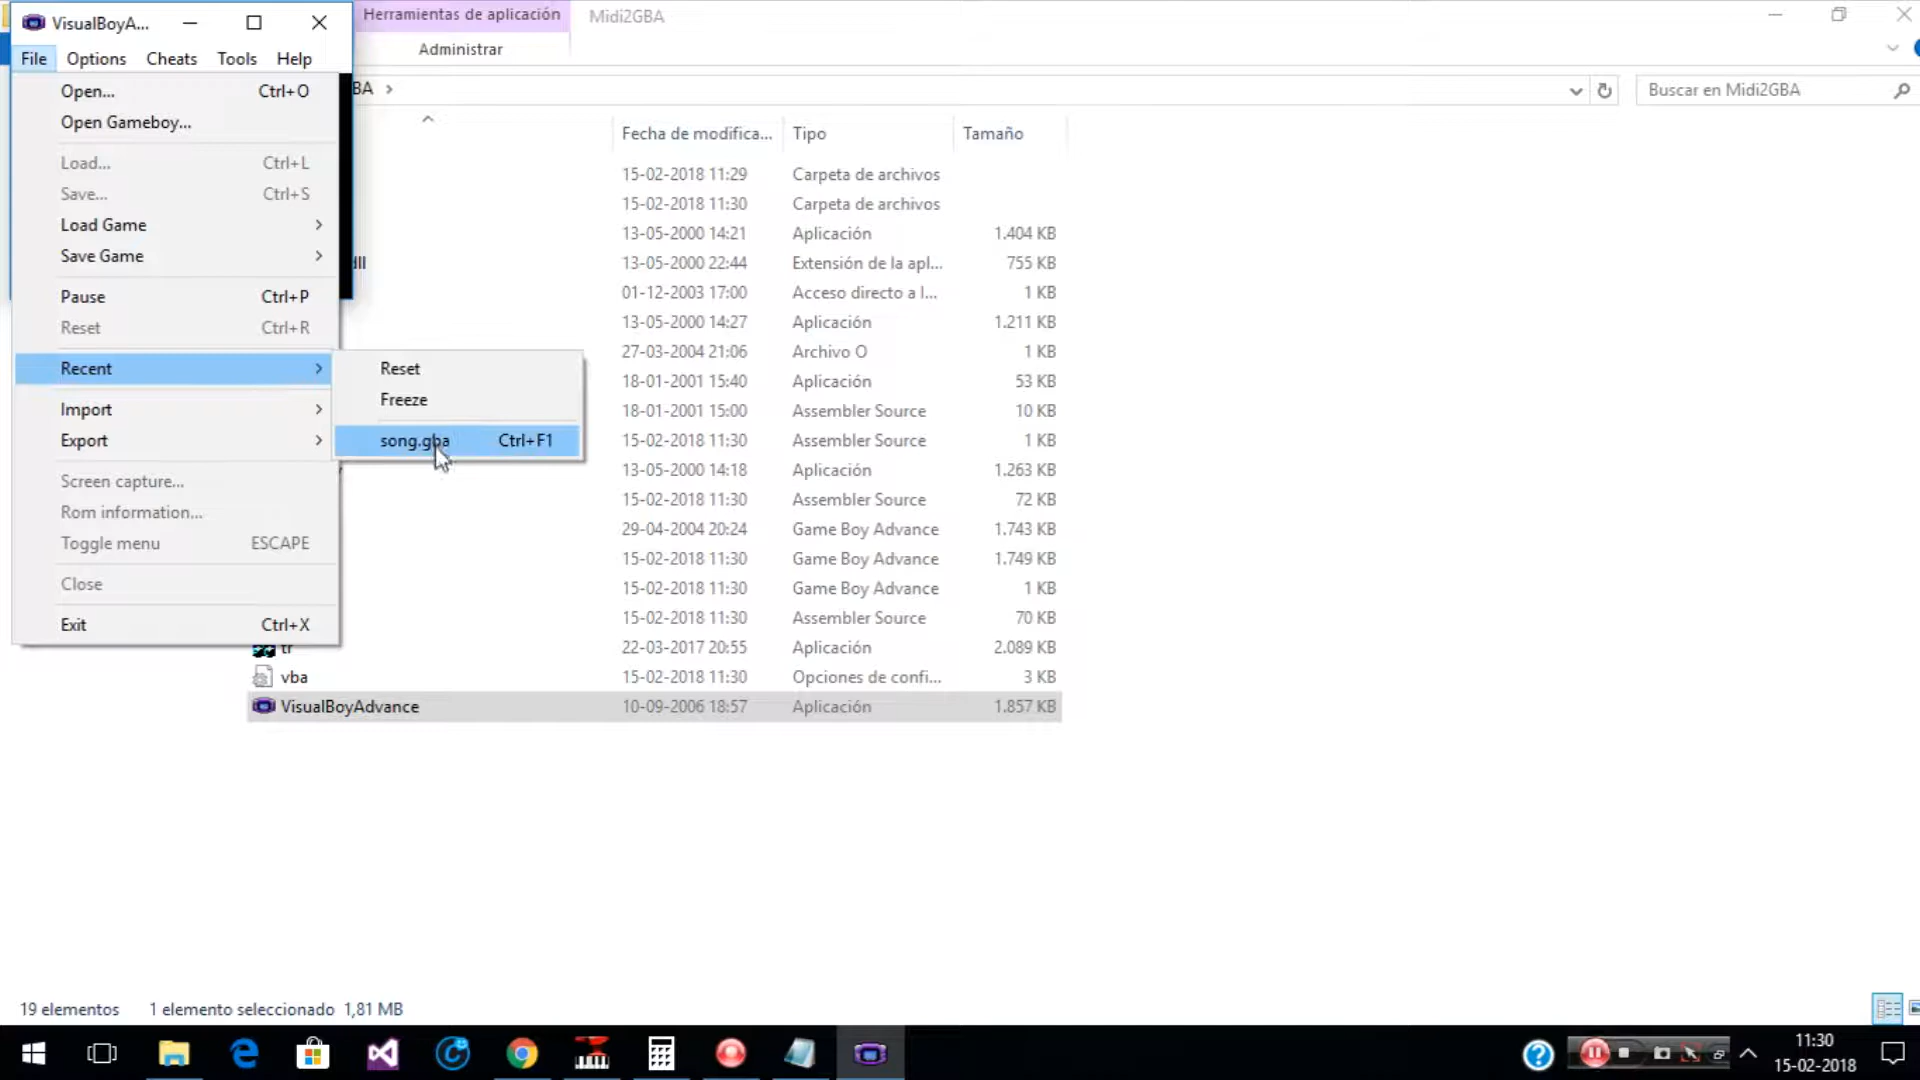 VisualBoyA...
File Options Cheats Tools Help
Open... Ctrl+O
Open Gameboy...
Load... Ctrl+L
Save... Ctrl+S
Load Game
Save Game
Pause Ctrl+P
Reset Ctrl+R
Recent
Import
Export
Screen capture...
Rom information...
Toggle menu ESCAPE
Close
Exit Ctrl+X
Reset
Freeze
song.gba Ctrl+F1
Herramientas de aplicación Midi2GBA
Administrar
BA
Buscar en Midi2GBA
Fecha de modifica... Tipo Tamaño
15-02-2018 11:29 Carpeta de archivos
15-02-2018 11:30 Carpeta de archivos
13-05-2000 14:21 Aplicación 1.404 KB
dll 13-05-2000 22:44 Extensión de la apl... 755 KB
01-12-2003 17:00 Acceso directo a l... 1 KB
13-05-2000 14:27 Aplicación 1.211 KB
27-03-2004 21:06 Archivo O 1 KB
18-01-2001 15:40 Aplicación 53 KB
18-01-2001 15:00 Assembler Source 10 KB
15-02-2018 11:30 Assembler Source 1 KB
13-05-2000 14:18 Aplicación 1.263 KB
15-02-2018 11:30 Assembler Source 72 KB
29-04-2004 20:24 Game Boy Advance 1.743 KB
15-02-2018 11:30 Game Boy Advance 1.749 KB
15-02-2018 11:30 Game Boy Advance 1 KB
15-02-2018 11:30 Assembler Source 70 KB
tr 22-03-2017 20:55 Aplicación 2.089 KB
vba 15-02-2018 11:30 Opciones de confi... 3 KB
VisualBoyAdvance 10-09-2006 18:57 Aplicación 1.857 KB
19 elementos 1 elemento seleccionado 1,81 MB
11:30
15-02-2018